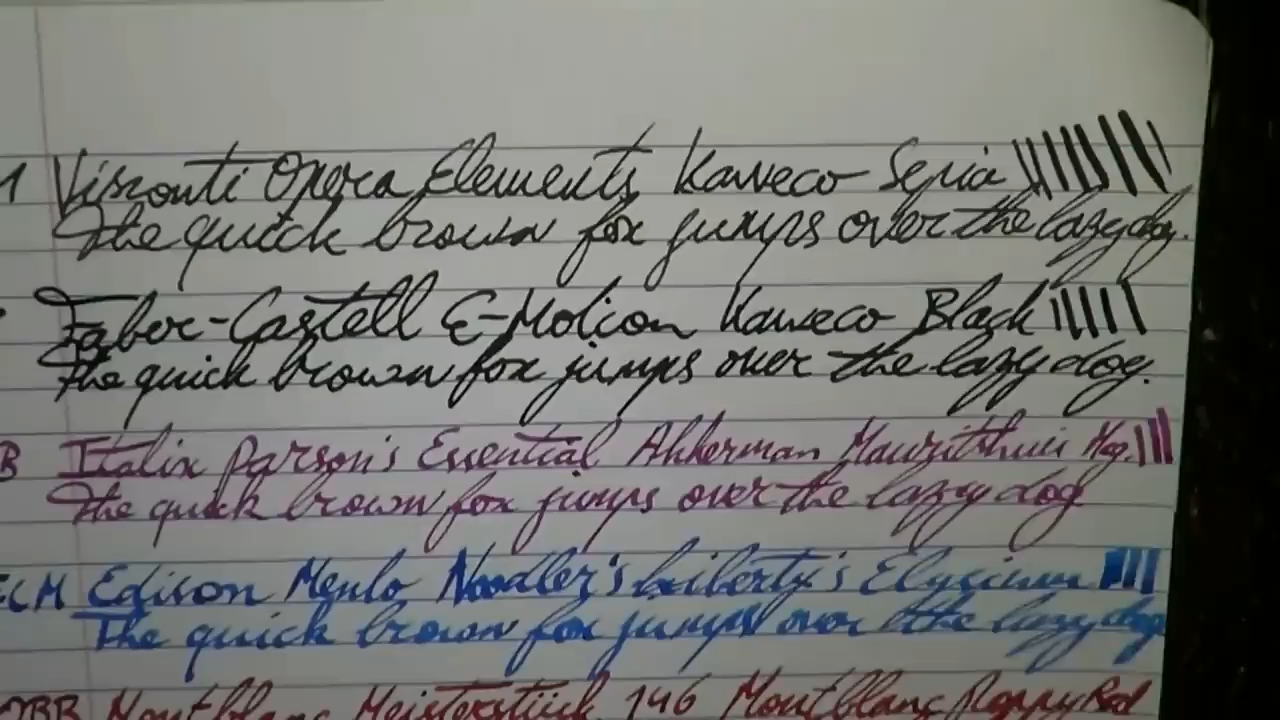 Visconti Opera Elements Kaweco Sepia
The quick brown fox jumps over the lazy dog.
Faber-Castell E-Motion Kaweco Black
The quick brown fox jumps over the lazy dog.
B Italix Parson's Essential Akkerman Mauritshuis Mag.
The quick brown fox jumps over the lazy dog
Edison Menlo Noodler's Liberty's Elysium
The quick brown fox jumps over the lazy dog
OBB Montblanc Meisterstück 146 Montblanc Poppy Red